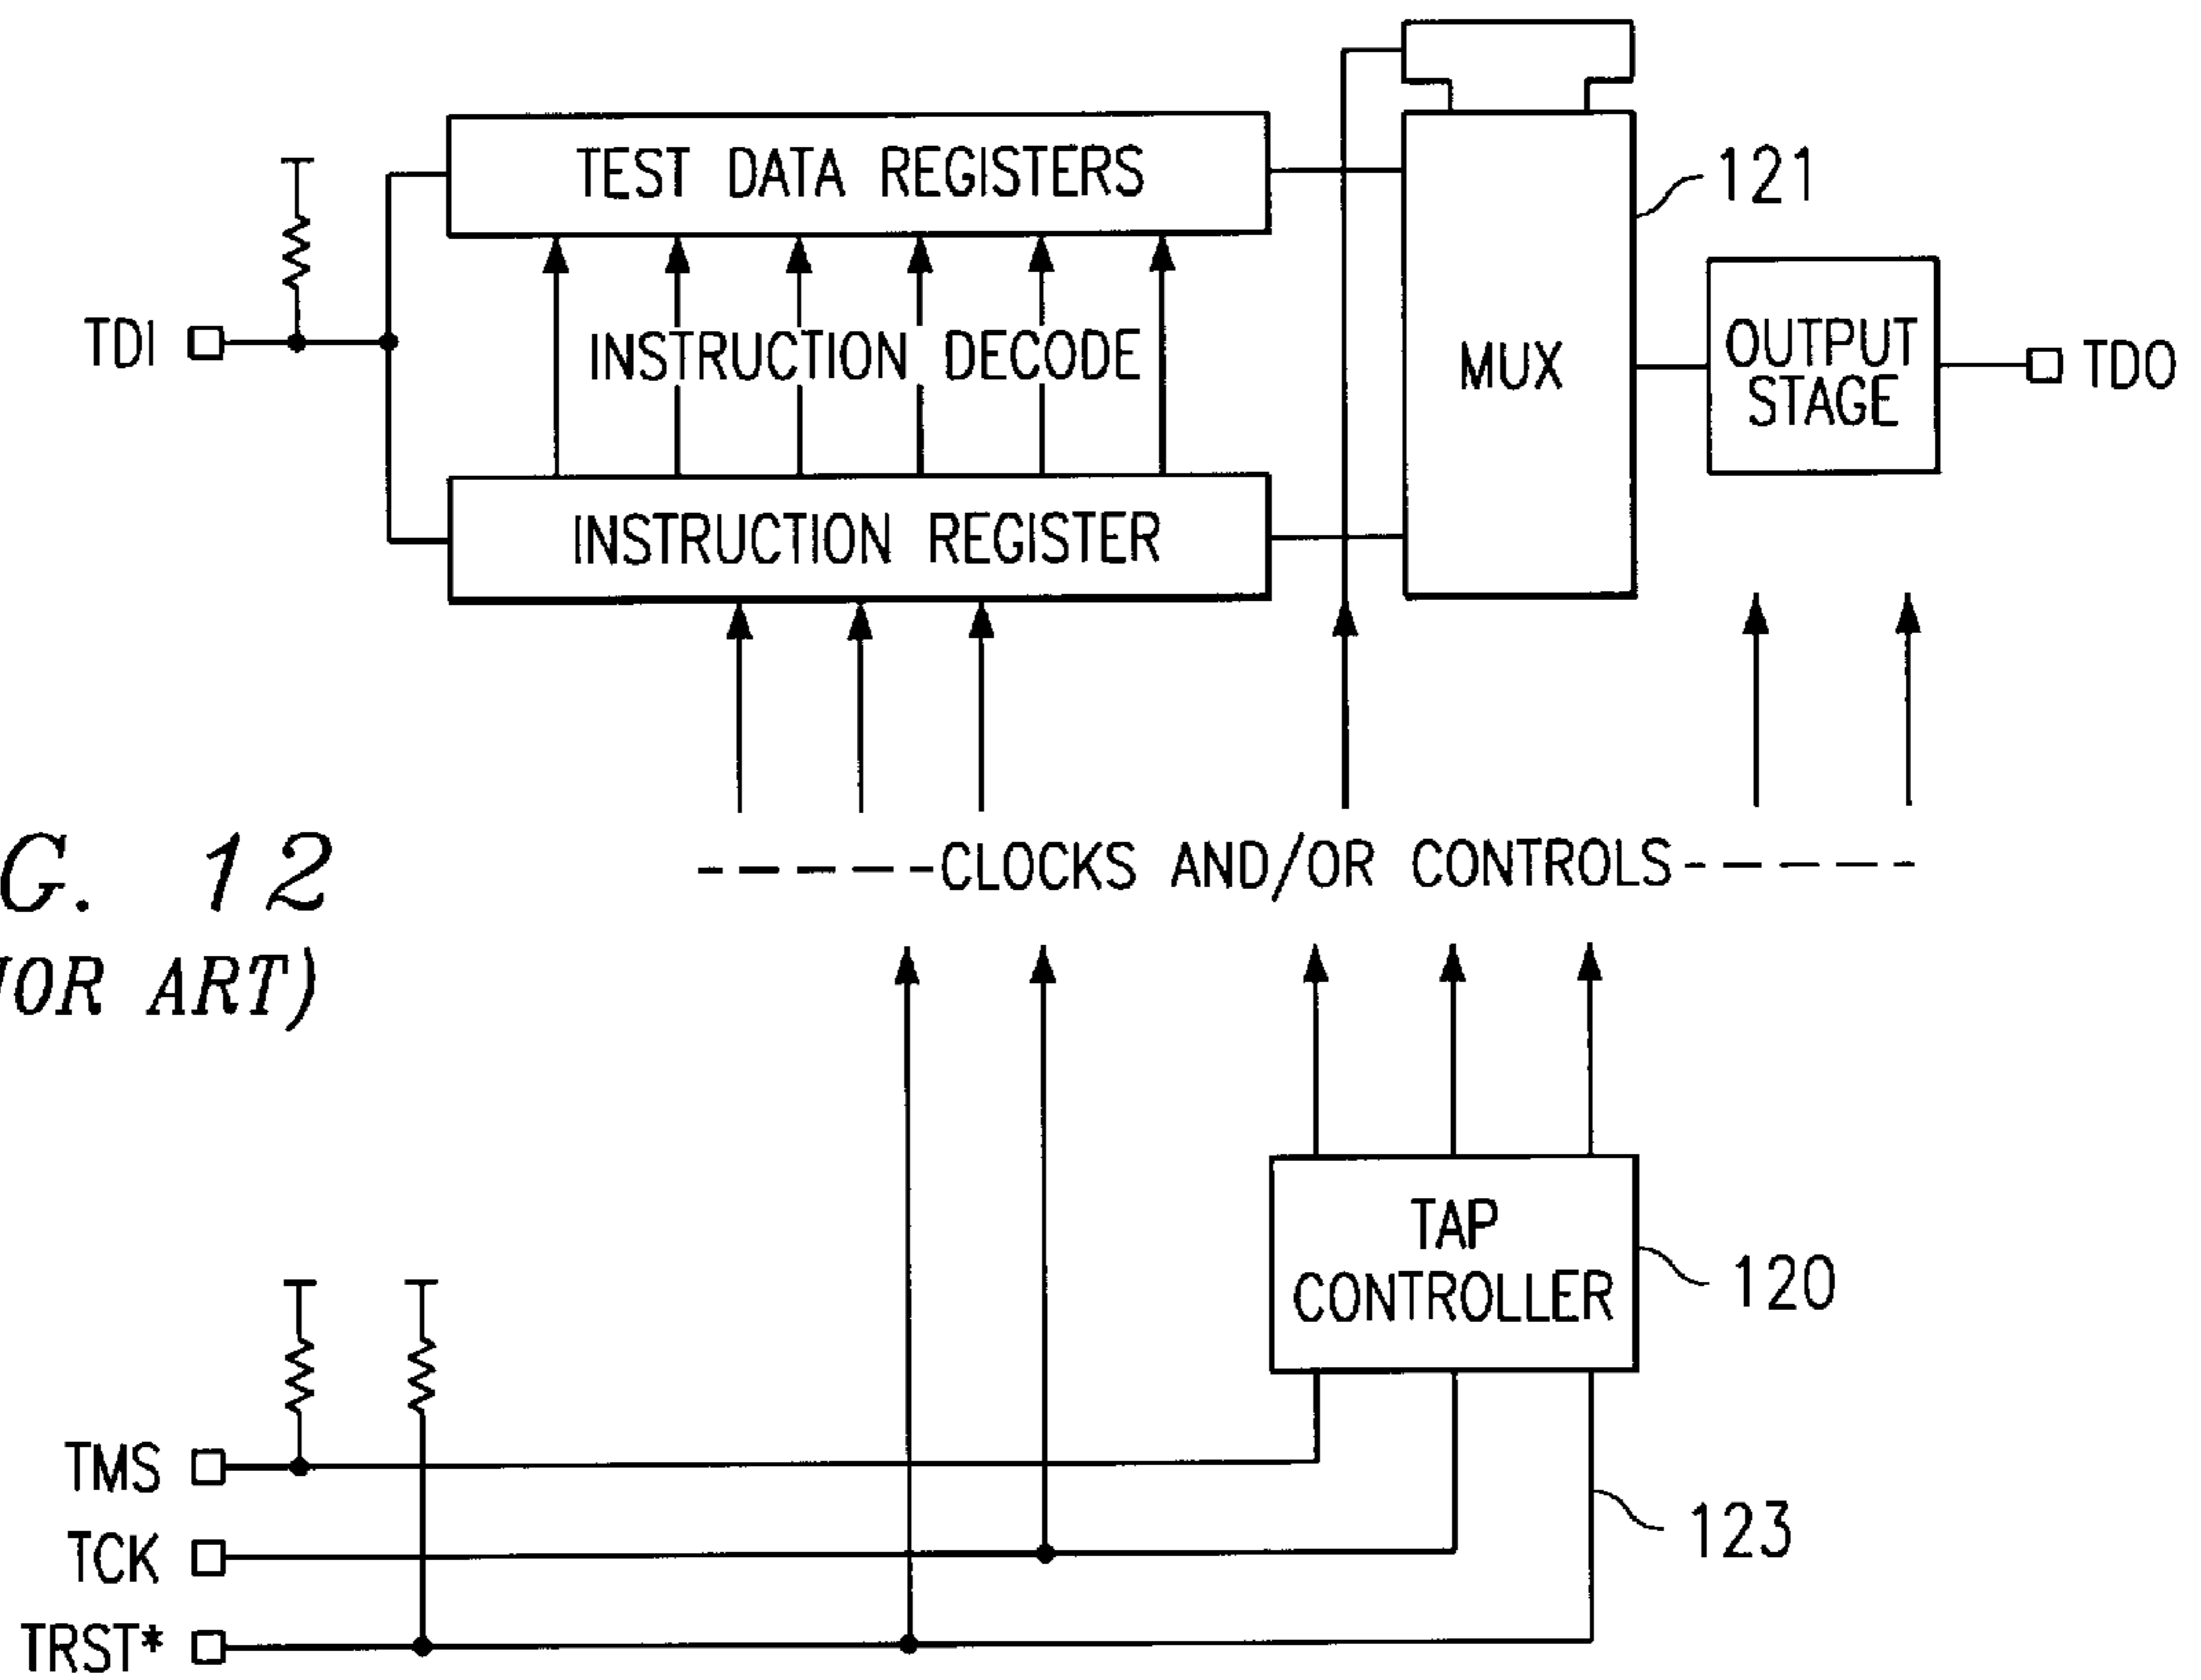 TEST DATA REGISTERS
121
TDI
INSTRUCTION DECODE
MUX
OUTPUT
STAGE
TDO
INSTRUCTION REGISTER
CLOCKS AND/OR CONTROLS
G. 12
IOR ART)
TAP
CONTROLLER
120
TMS
TCK
123
TRST*